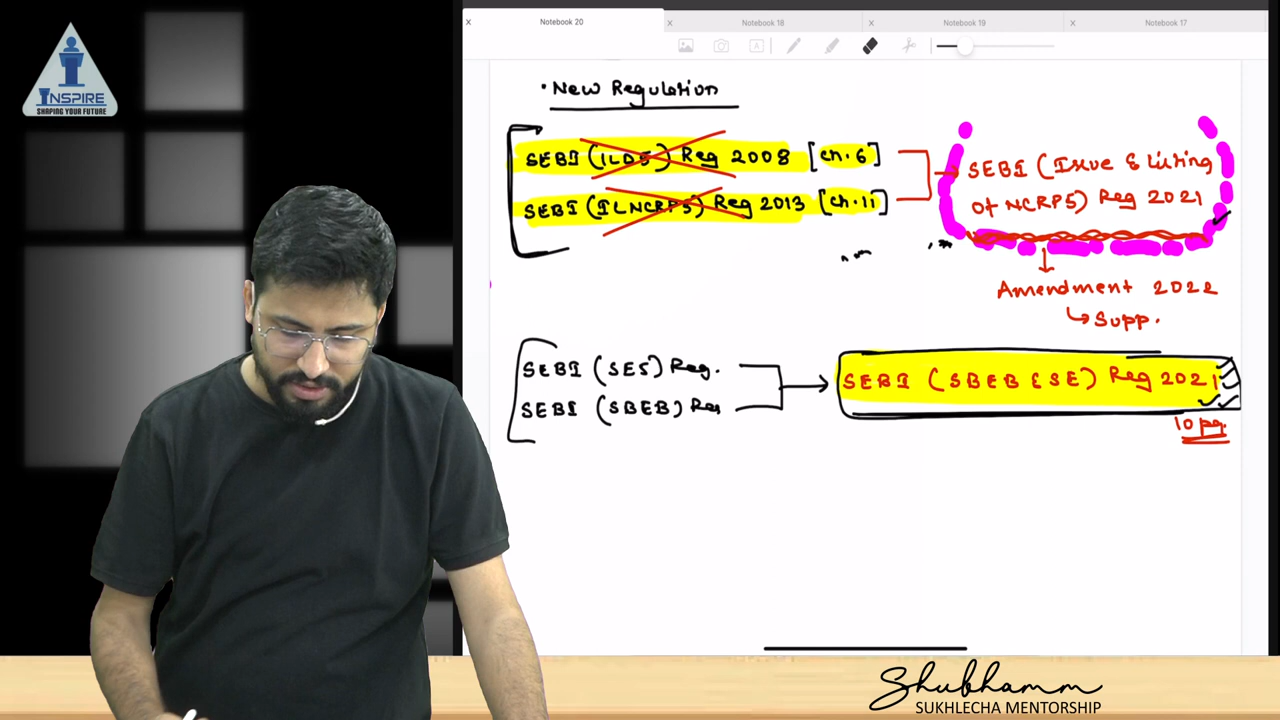 INSPIRE
SHAPING YOUR FUTURE
Notebook 20
Notebook 18
Notebook 19
Notebook 17
• New Regulation
SEBI (ILDS) Reg 2008 [ch. 6]
SEBI (ILNCRPS) Reg 2013 [ch. 11]
SEBI (Issue & Listing
of NCRPS) Reg 2021
Amendment 2022
↳ Supp.
SEBI (SES) Reg.
SEBI (SBEB) Reg
SEBI (SBEB & SE) Reg 2021
10 pg.
Shubhamm
SUKHLECHA MENTORSHIP